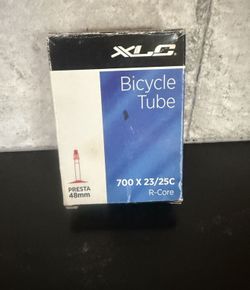 XLC
Bicycle
Tube
PRESTA
48mm
700 X 23/25C
R-Core